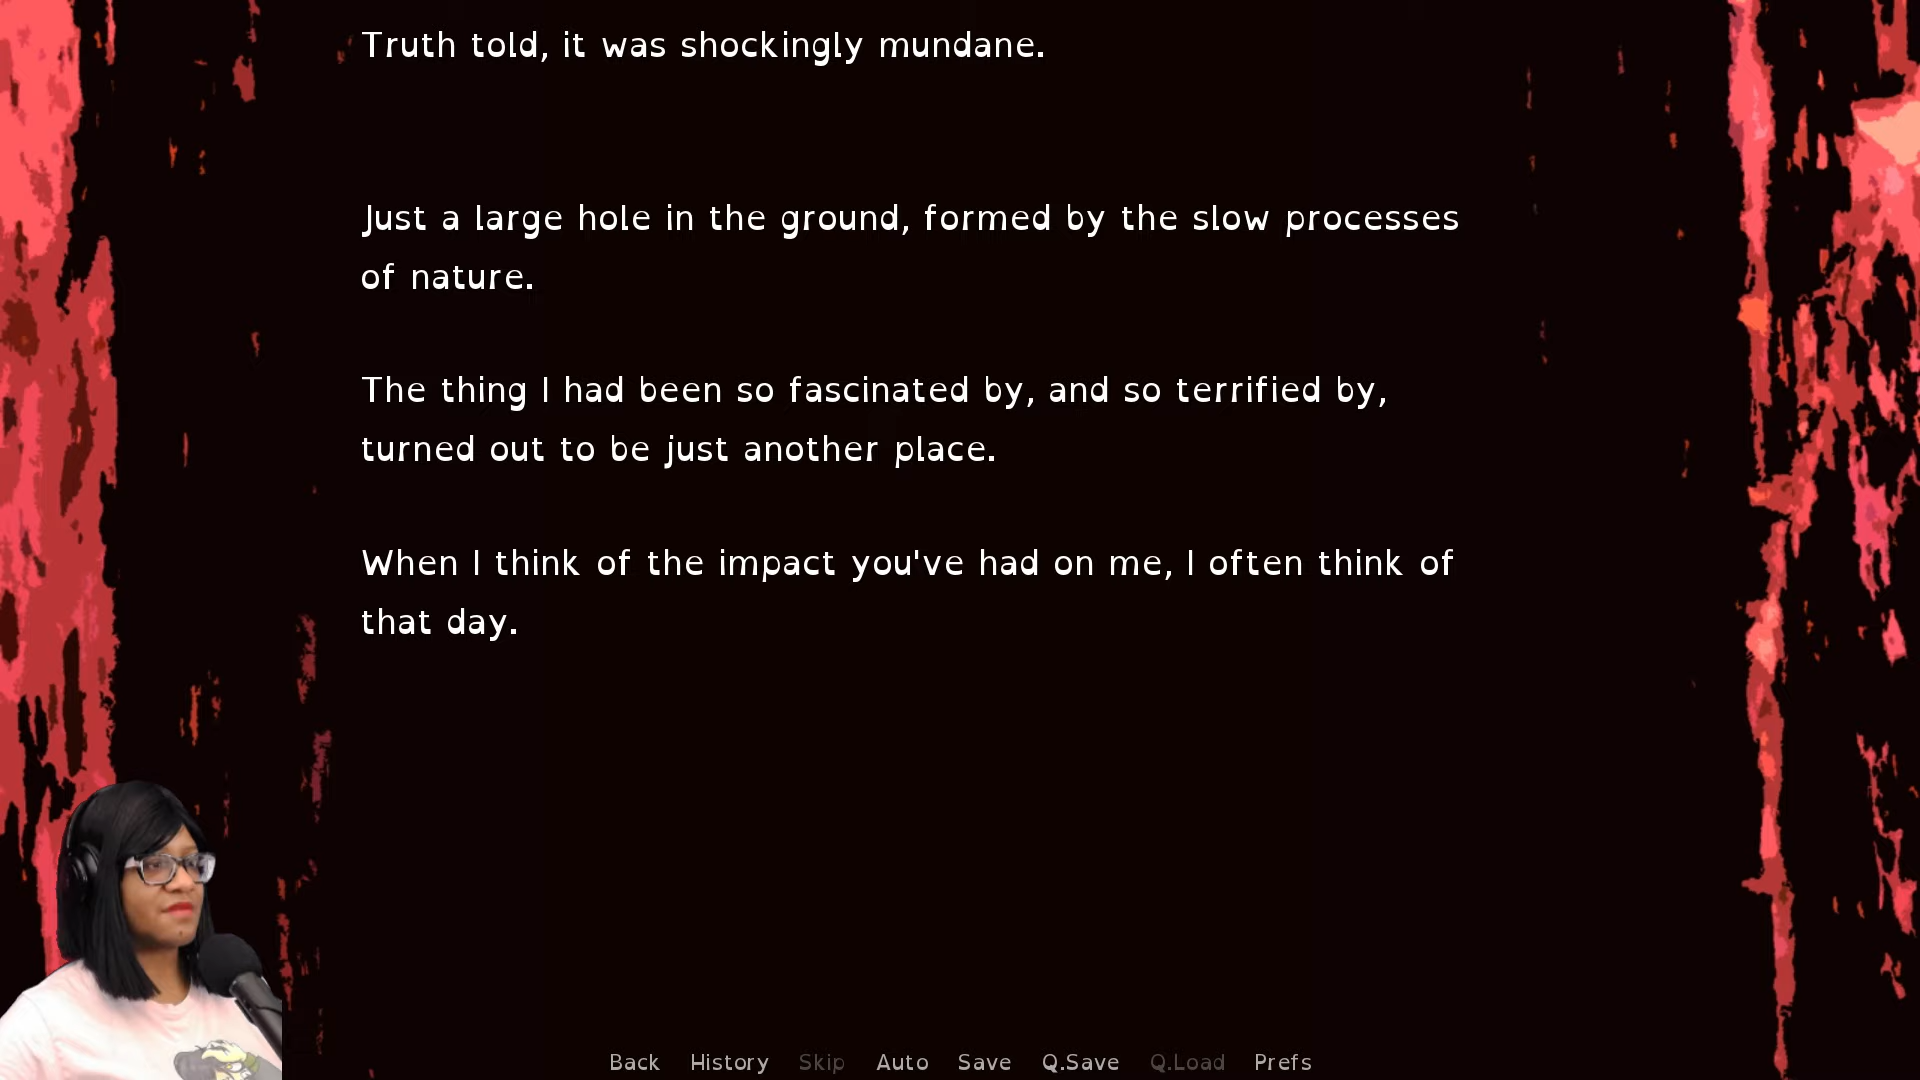 Truth told, it was shockingly mundane.
Just a large hole in the ground, formed by the slow processes
of nature.
The thing I had been so fascinated by, and so terrified by,
turned out to be just another place.
When I think of the impact you've had on me, I often think of
that day.
Back History Skip Auto Save Q.Save Q.Load Prefs